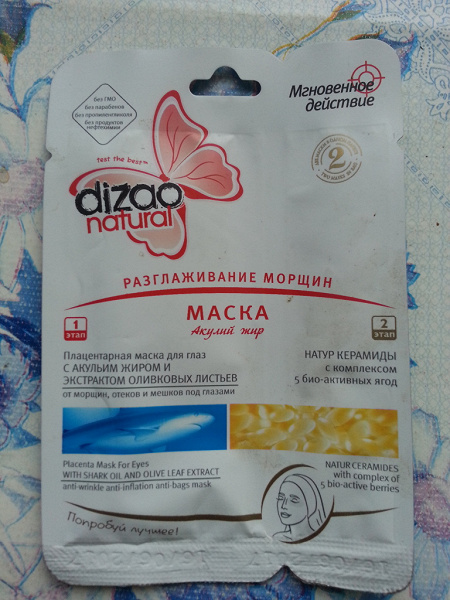 без ГМО
без парабенов
без пропиленгликоля
без продуктов
нефтехимии
Мгновенное
действие
test the best™
2
dizao
natural
РАЗГЛАЖИВАНИЕ МОРЩИН
МАСКА
Акулий жир
1
этап
2
этап
Плацентарная маска для глаз
С АКУЛЬИМ ЖИРОМ И
ЭКСТРАКТОМ ОЛИВКОВЫХ ЛИСТЬЕВ
от морщин, отеков и мешков под глазами
НАТУР КЕРАМИДЫ
с комплексом
5 био-активных ягод
Placenta Mask For Eyes
WITH SHARK OIL AND OLIVE LEAF EXTRACT
anti-wrinkle anti-inflation anti-bags mask
NATUR CERAMIDES
with complex of
5 bio-active berries
Попробуй лучшее!